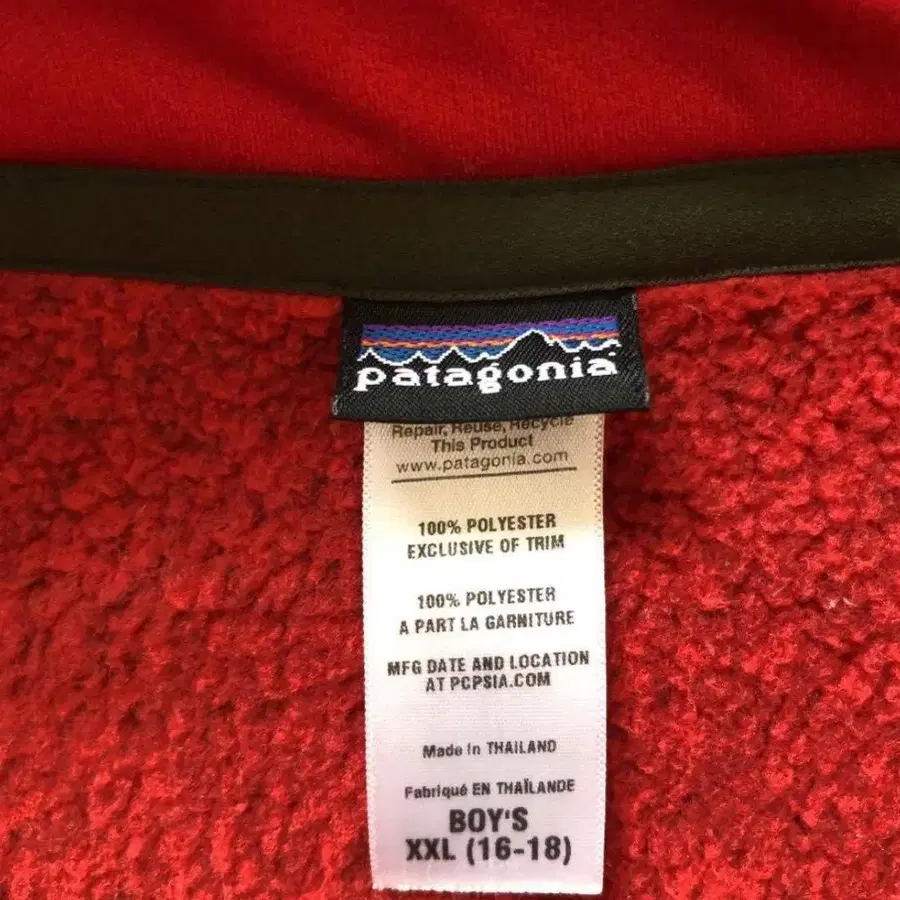 patagonia
Repair, Reuse, Recycle
This Product
www.patagonia.com
100% POLYESTER
EXCLUSIVE OF TRIM
100% POLYESTER
A PART LA GARNITURE
MFG DATE AND LOCATION
AT PCPSIA.COM
Made In THAILAND
Fabriqué EN THAÏLANDE
BOY'S
XXL (16-18)